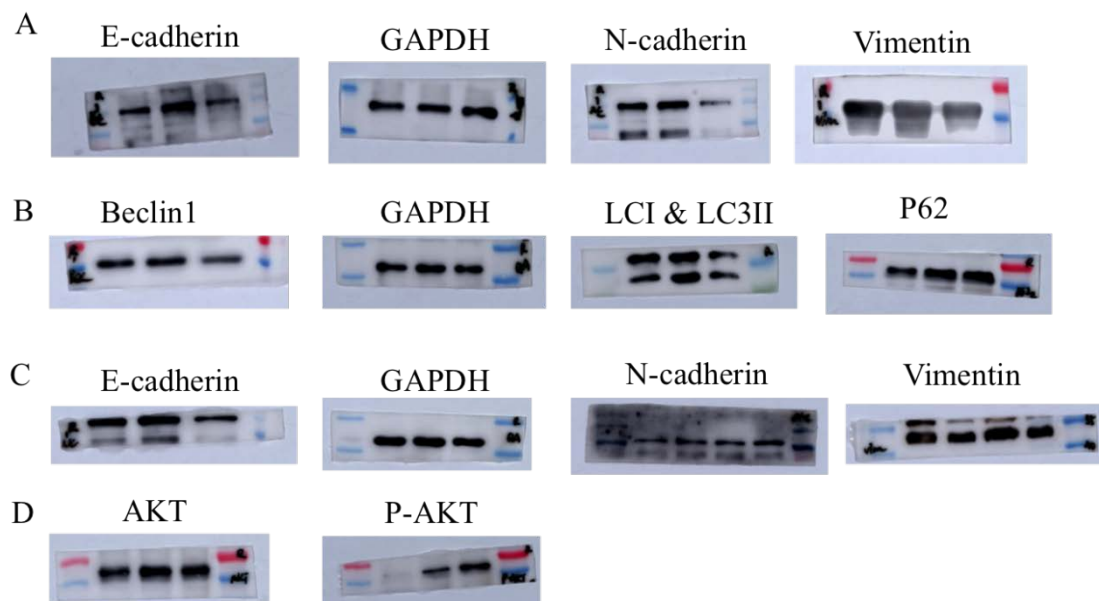 A
E-cadherin GAPDH N-cadherin Vimentin
B
Beclin1 GAPDH LCI & LC3II P62
C
E-cadherin GAPDH N-cadherin Vimentin
D
AKT P-AKT